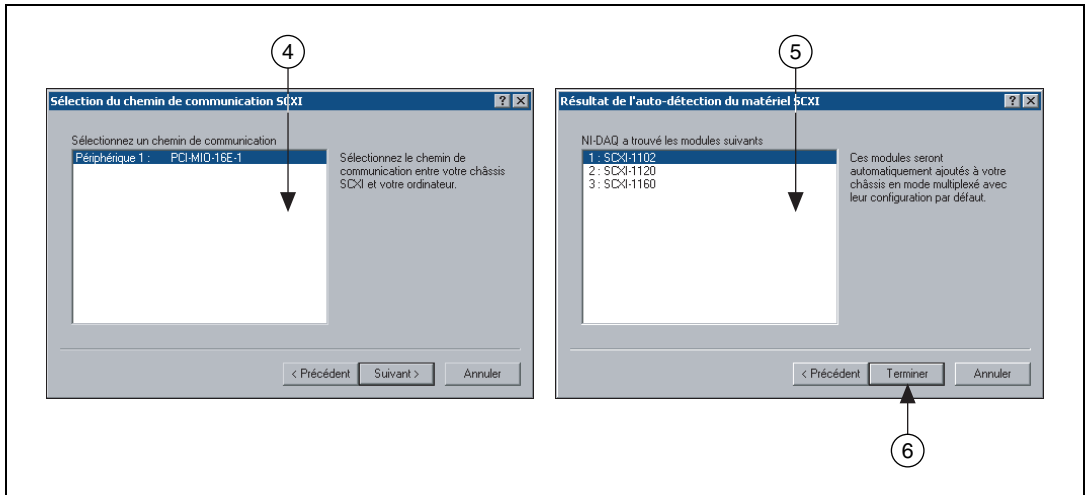 4
Sélection du chemin de communication SCXI
Sélectionnez un chemin de communication
Périphérique 1 : PCI-MIO-16E-1
Sélectionnez le chemin de
communication entre votre châssis
SCXI et votre ordinateur.
< Précédent Suivant > Annuler
5
Résultat de l'auto-détection du matériel SCXI
NI-DAQ a trouvé les modules suivants
1 : SCXI-1102
2 : SCXI-1120
3 : SCXI-1160
Ces modules seront
automatiquement ajoutés à votre
châssis en mode multiplexé avec
leur configuration par défaut.
< Précédent Terminer Annuler
6